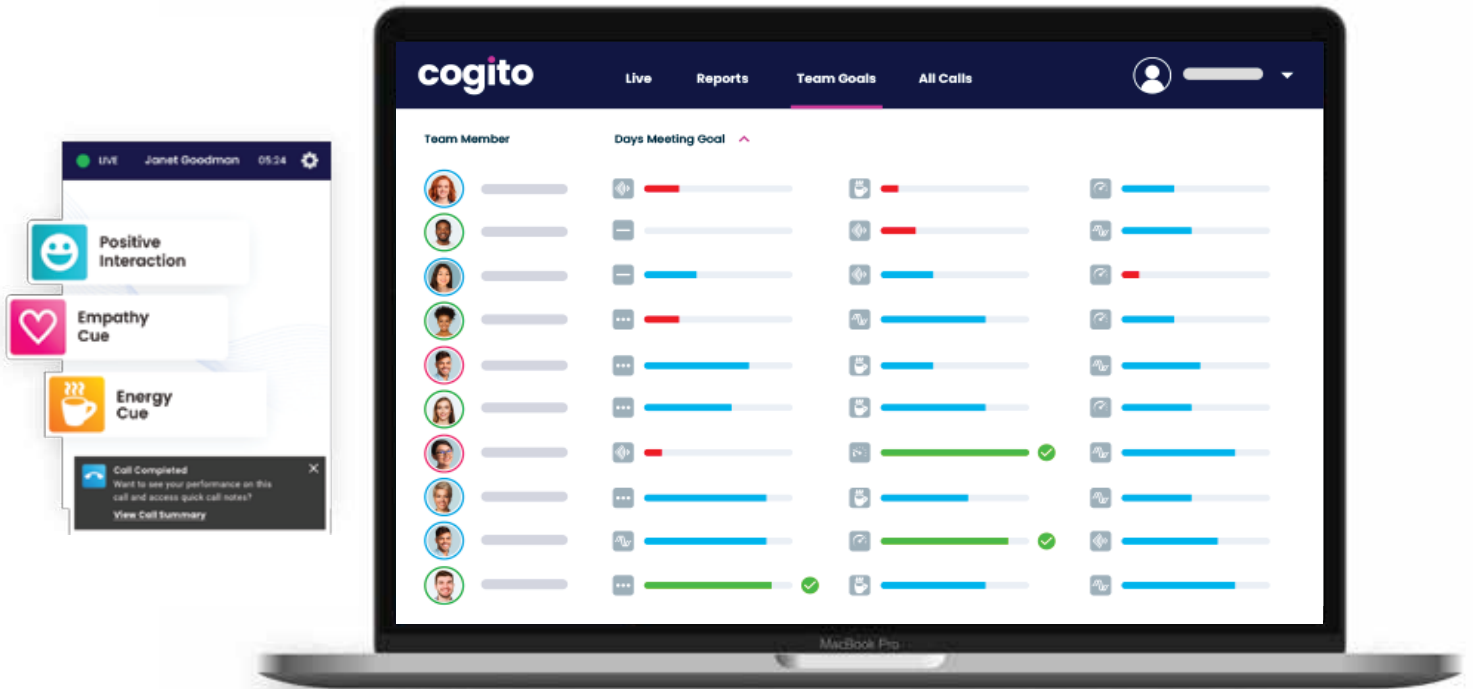 LIVE Janet Goodman 05:24
Positive
Interaction
Empathy
Cue
Energy
Cue
Call Completed
Want to see your performance on this
call and access quick call notes?
View Call Summary
cogito
Live Reports Team Goals All Calls
Team Member Days Meeting Goal
MacBook Pro